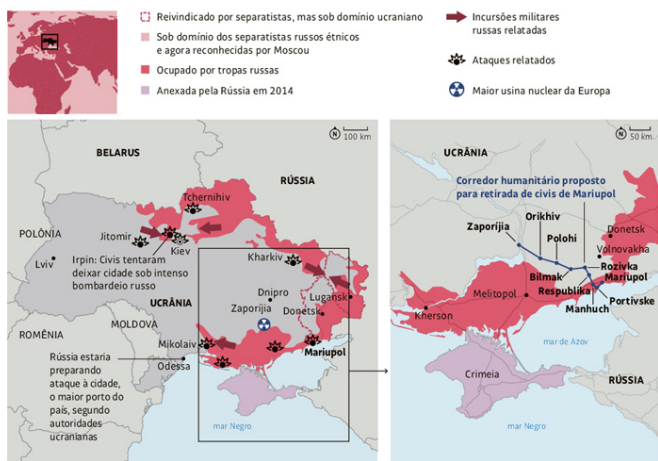 Reivindicado por separatistas, mas sob domínio ucraniano
Sob domínio dos separatistas russos étnicos
e agora reconhecidas por Moscou
Ocupado por tropas russas
Anexada pela Rússia em 2014
Incursões militares
russas relatadas
Ataques relatados
Maior usina nuclear da Europa
N
100 km
BELARUS
RÚSSIA
Tchernihiv
POLÔNIA
Jitomir
Kiev
Lviv
Irpin: Civis tentaram
deixar cidade sob intenso
bombardeio russo
Kharkiv
UCRÂNIA
Dnipro
Lugansk
Zaporijia
Donetsk
MOLDOVA
ROMÊNIA
Mikolaiv
Mariupol
Odessa
Rússia estaria
preparando
ataque à cidade,
o maior porto do
país, segundo
autoridades
ucranianas
Crimeia
mar Negro
N
50 km
UCRÂNIA
Corredor humanitário proposto
para retirada de civis de Mariupol
Orikhiv
Zaporíjia
Polohi
Donetsk
Volnovakha
Rozivka
Bilmak
Mariupol
Respublika
Melitopol
Portivske
Manhuch
Kherson
mar de Azov
RÚSSIA
Crimeia
mar Negro